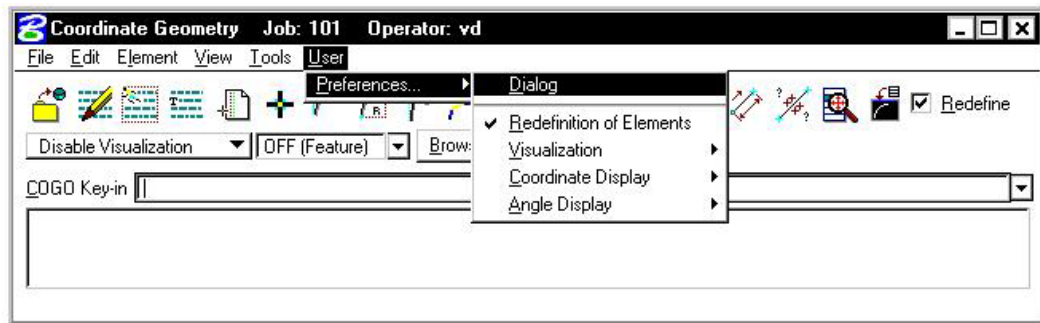 Coordinate Geometry Job: 101 Operator: vd
File Edit Element View Tools User
Preferences...
Dialog
Redefine
Redefinition of Elements
Disable Visualization
OFF (Feature)
Visualization
Coordinate Display
COGO Key-in
Angle Display